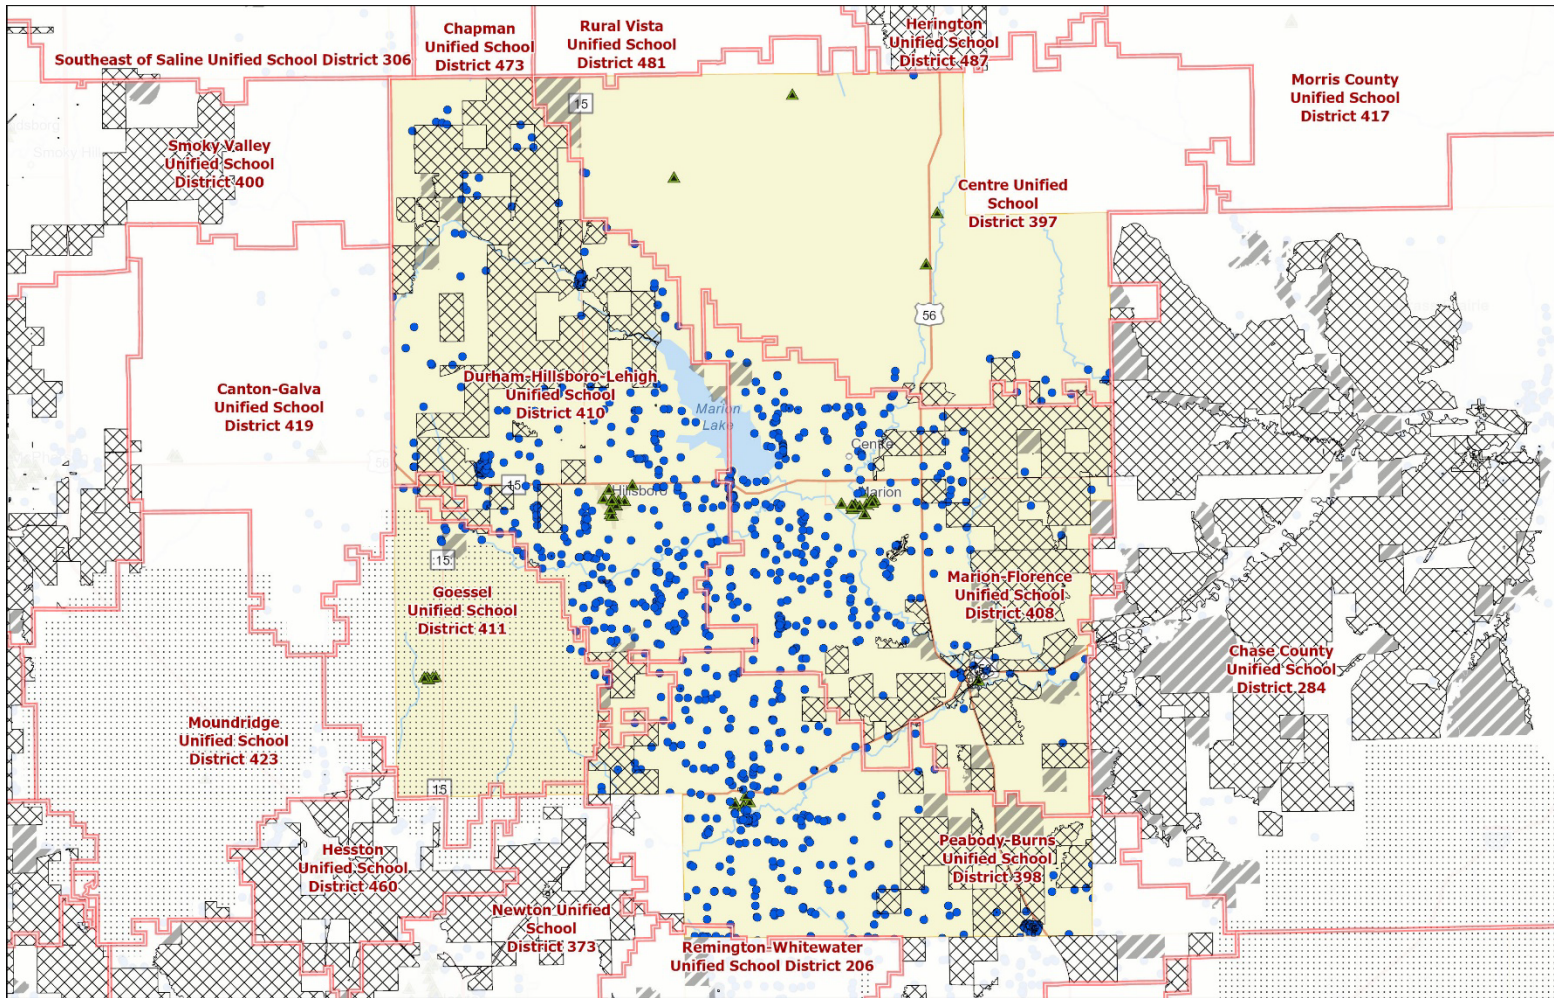 Chapman
Unified School
District 473
Rural Vista
Unified School
District 481
Herington
Unified School
District 487
Southeast of Saline Unified School District 306
Morris County
Unified School
District 417
15
Smoky Valley
Unified School
District 400
Smoky Hill
Centre Unified
School
District 397
56
Canton-Galva
Unified School
District 419
Durham-Hillsboro-Lehigh
Unified School
District 410
Marion
Lake
Centre
56
15
Hillsboro
Marion
15
Goessel
Unified School
District 411
Marion-Florence
Unified School
District 408
Chase County
Unified School
District 284
Moundridge
Unified School
District 423
15
Hesston
Unified School
District 460
Peabody-Burns
Unified School
District 398
Newton Unified
School
District 373
Remington-Whitewater
Unified School District 206